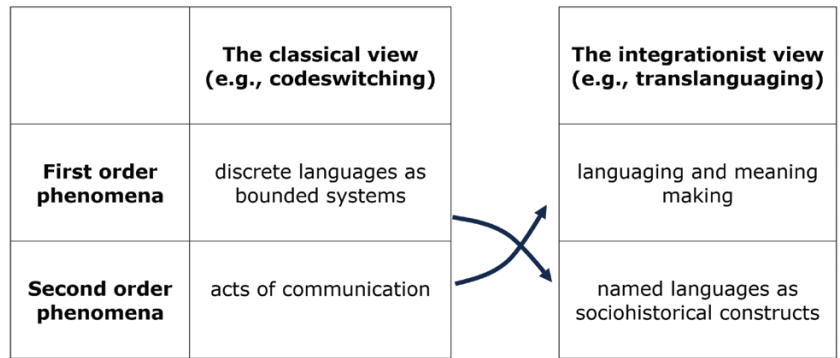 The classical view
(e.g., codeswitching)
The integrationist view
(e.g., translanguaging)
First order
phenomena
discrete languages as
bounded systems
languaging and meaning
making
Second order
phenomena
acts of communication
named languages as
sociohistorical constructs